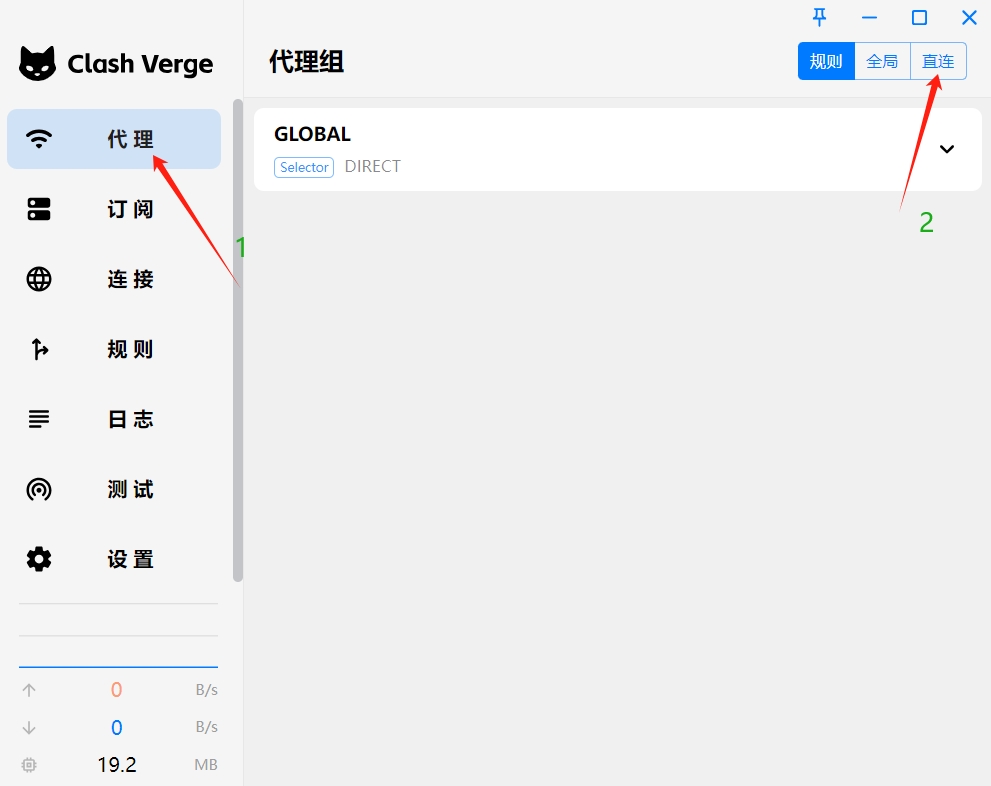 Clash Verge
代理
订阅
连接
规则
日志
测试
设置
0 B/s
0 B/s
19.2 MB
代理组
规则 全局 直连
GLOBAL
Selector DIRECT
1
2